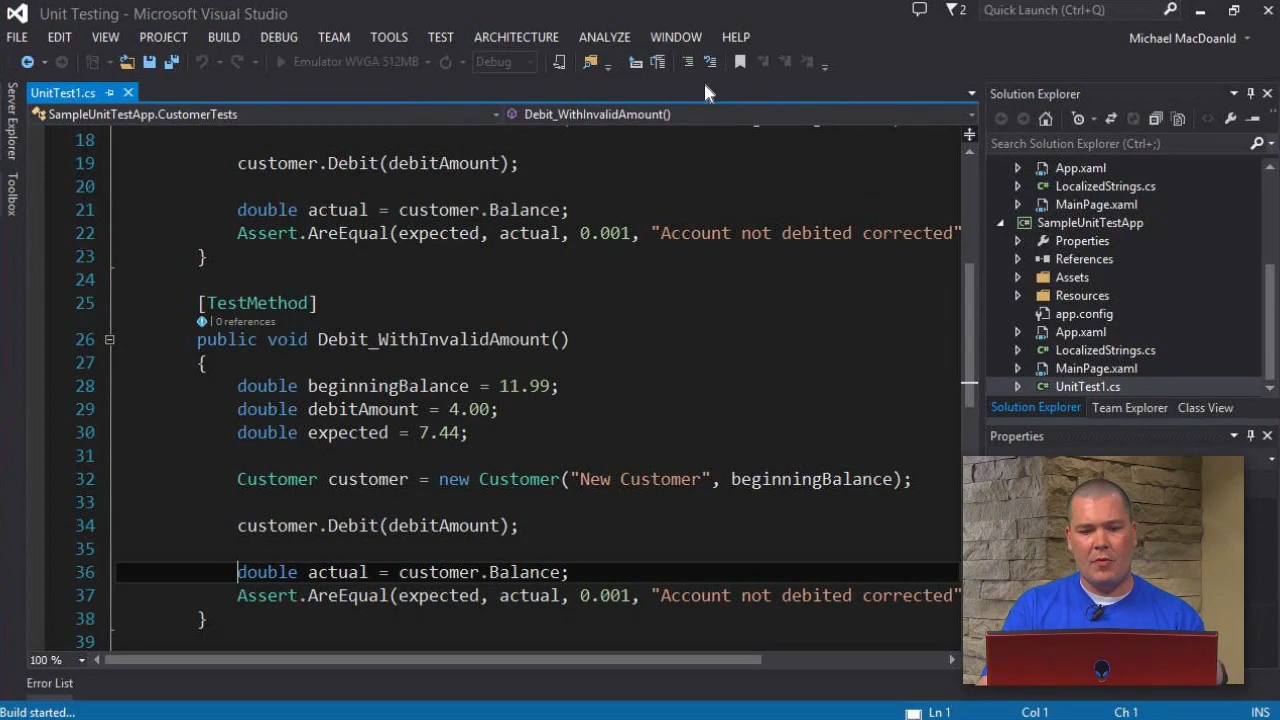 Unit Testing - Microsoft Visual Studio
2
Quick Launch (Ctrl+Q)
FILE EDIT VIEW PROJECT BUILD DEBUG TEAM TOOLS TEST ARCHITECTURE ANALYZE WINDOW HELP
Michael MacDoanld
Emulator WVGA 512MB
Debug
Server Explorer
Toolbox
UnitTest1.cs
SampleUnitTestApp.CustomerTests
Debit_WithInvalidAmount()
18
19 customer.Debit(debitAmount);
20
21 double actual = customer.Balance;
22 Assert.AreEqual(expected, actual, 0.001, "Account not debited corrected"
23 }
24
25 [TestMethod]
0 references
26 public void Debit_WithInvalidAmount()
27 {
28 double beginningBalance = 11.99;
29 double debitAmount = 4.00;
30 double expected = 7.44;
31
32 Customer customer = new Customer("New Customer", beginningBalance);
33
34 customer.Debit(debitAmount);
35
36 double actual = customer.Balance;
37 Assert.AreEqual(expected, actual, 0.001, "Account not debited corrected"
38 }
39
100 %
Error List
Build started...
Ln 1
Col 1
Ch 1
INS
Solution Explorer
Search Solution Explorer (Ctrl+;)
App.xaml
LocalizedStrings.cs
MainPage.xaml
SampleUnitTestApp
Properties
References
Assets
Resources
app.config
App.xaml
LocalizedStrings.cs
MainPage.xaml
UnitTest1.cs
Solution Explorer Team Explorer Class View
Properties